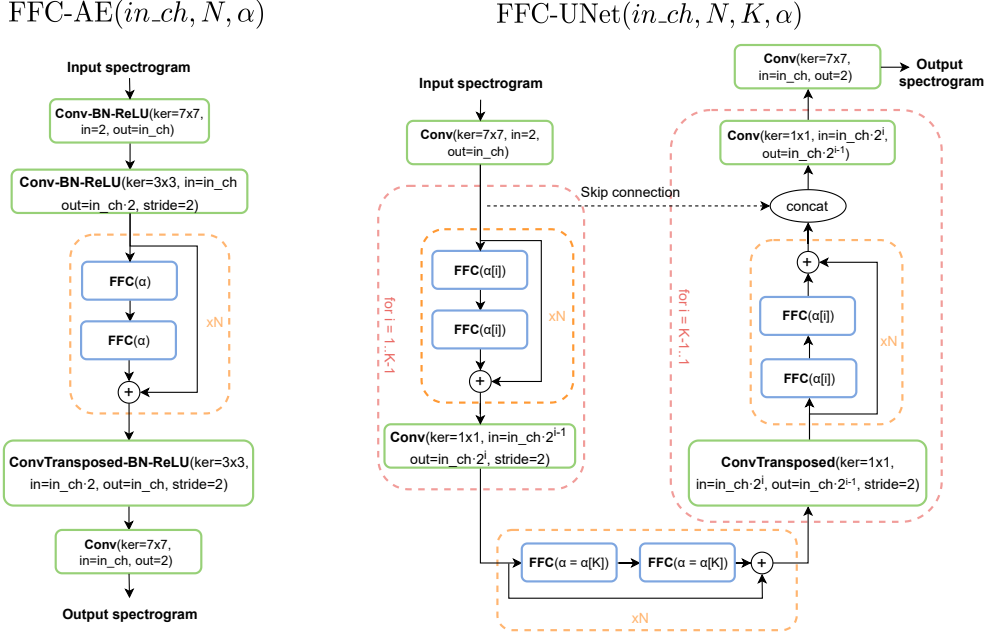 FFC-AE(in_ch, N, α)
Input spectrogram
Conv-BN-ReLU(ker=7x7,
in=2, out=in_ch)
Conv-BN-ReLU(ker=3x3, in=in_ch
out=in_ch·2, stride=2)
FFC(α)
FFC(α)
xN
+
ConvTransposed-BN-ReLU(ker=3x3,
in=in_ch·2, out=in_ch, stride=2)
Conv(ker=7x7,
in=in_ch, out=2)
Output spectrogram
FFC-UNet(in_ch, N, K, α)
Input spectrogram
Conv(ker=7x7, in=2,
out=in_ch)
Skip connection
for i = 1..K-1
FFC(α[i])
FFC(α[i])
xN
+
Conv(ker=1x1, in=in_ch·2^{i-1}
out=in_ch·2^i, stride=2)
FFC(α = α[K])
FFC(α = α[K])
+
xN
Conv(ker=7x7,
in=in_ch, out=2)
Output
spectrogram
Conv(ker=1x1, in=in_ch·2^i,
out=in_ch·2^{i-1})
concat
+
for i = K-1..1
FFC(α[i])
xN
FFC(α[i])
ConvTransposed(ker=1x1,
in=in_ch·2^i, out=in_ch·2^{i-1}, stride=2)